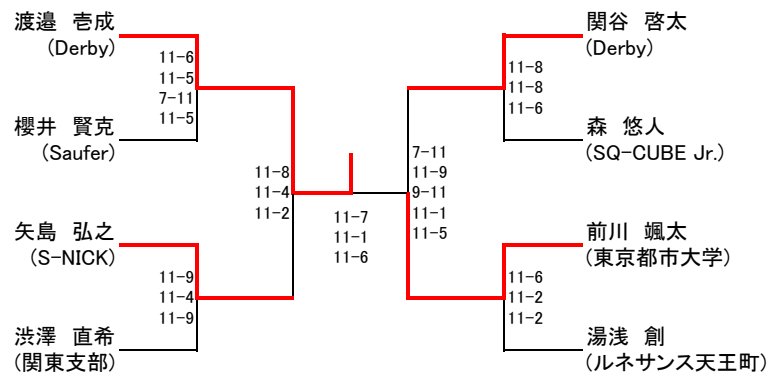 渡邉　壱成
(Derby)
11-6
11-5
7-11
11-5
櫻井　賢克
(Saufer)
11-8
11-4
11-2
矢島　弘之
(S-NICK)
11-9
11-4
11-9
渋澤　直希
(関東支部)
11-7
11-1
11-6
関谷　啓太
(Derby)
11-8
11-8
11-6
森　悠人
(SQ-CUBE Jr.)
7-11
11-9
9-11
11-1
11-5
前川　颯太
(東京都市大学)
11-6
11-2
11-2
湯浅　創
(ルネサンス天王町)